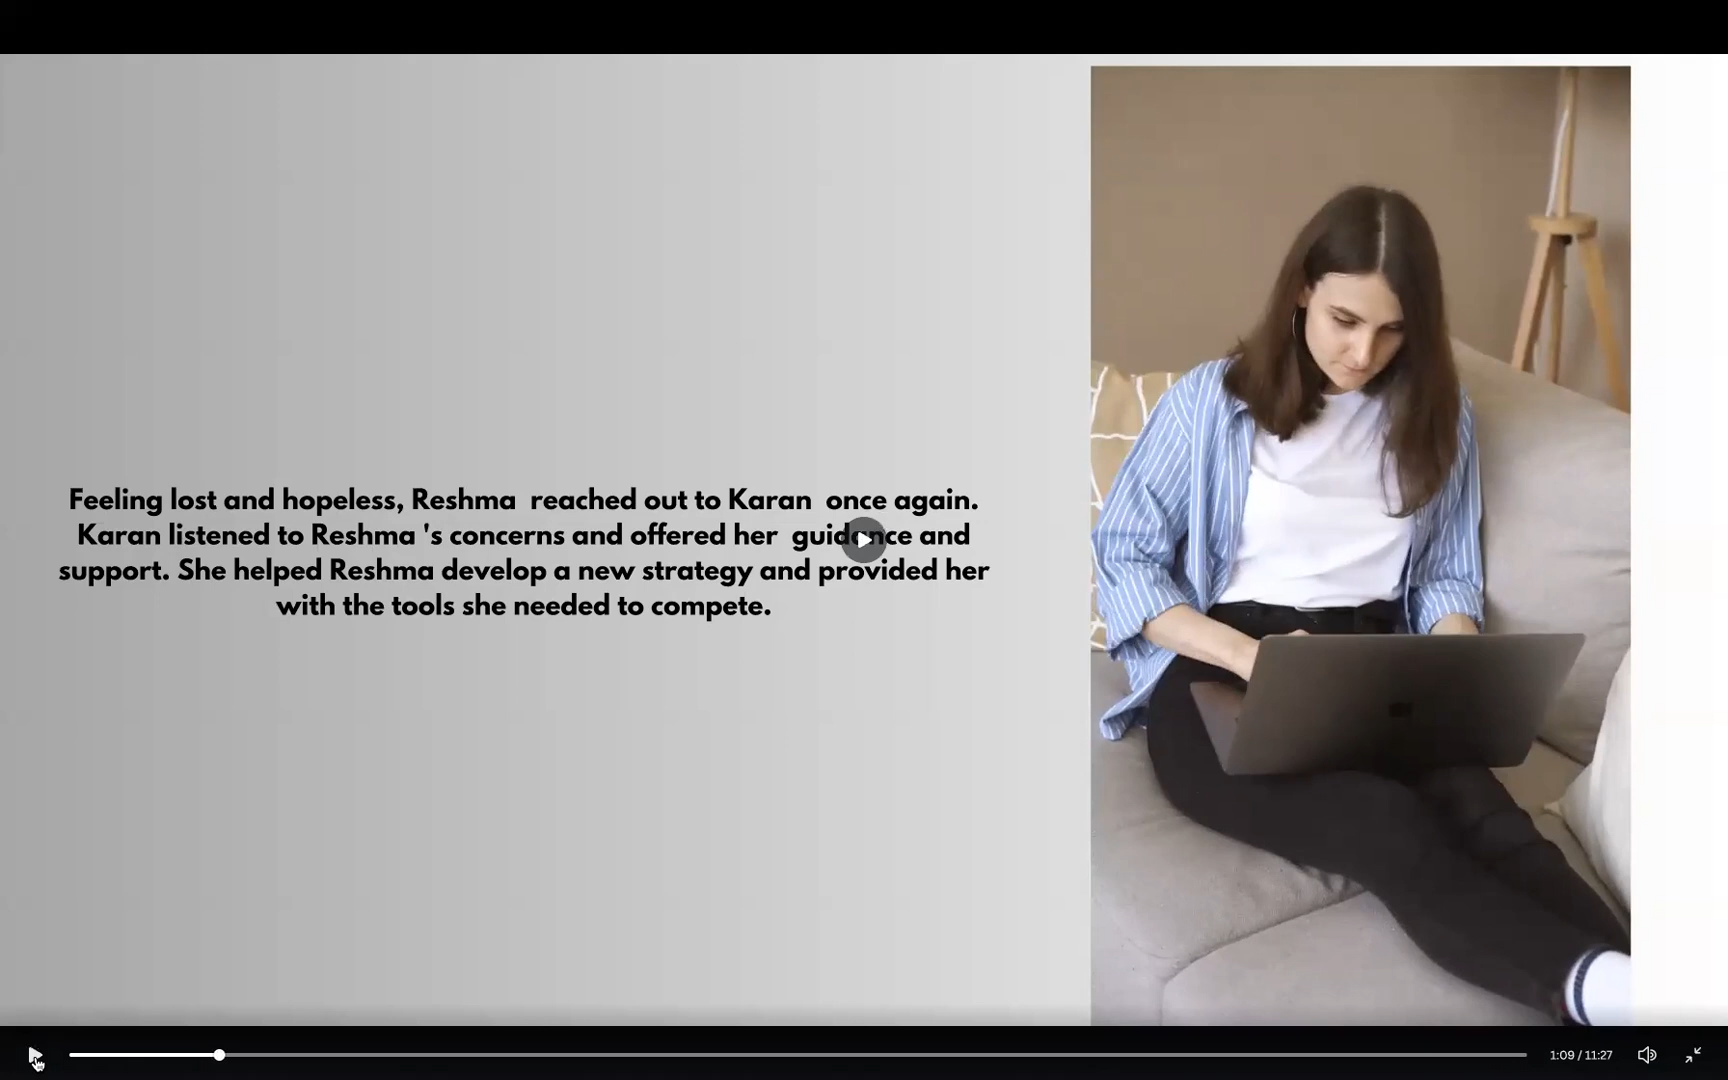 Feeling lost and hopeless, Reshma  reached out to Karan  once again.
Karan listened to Reshma 's concerns and offered her  guidance and
support. She helped Reshma develop a new strategy and provided her
with the tools she needed to compete.
1:09 / 11:27